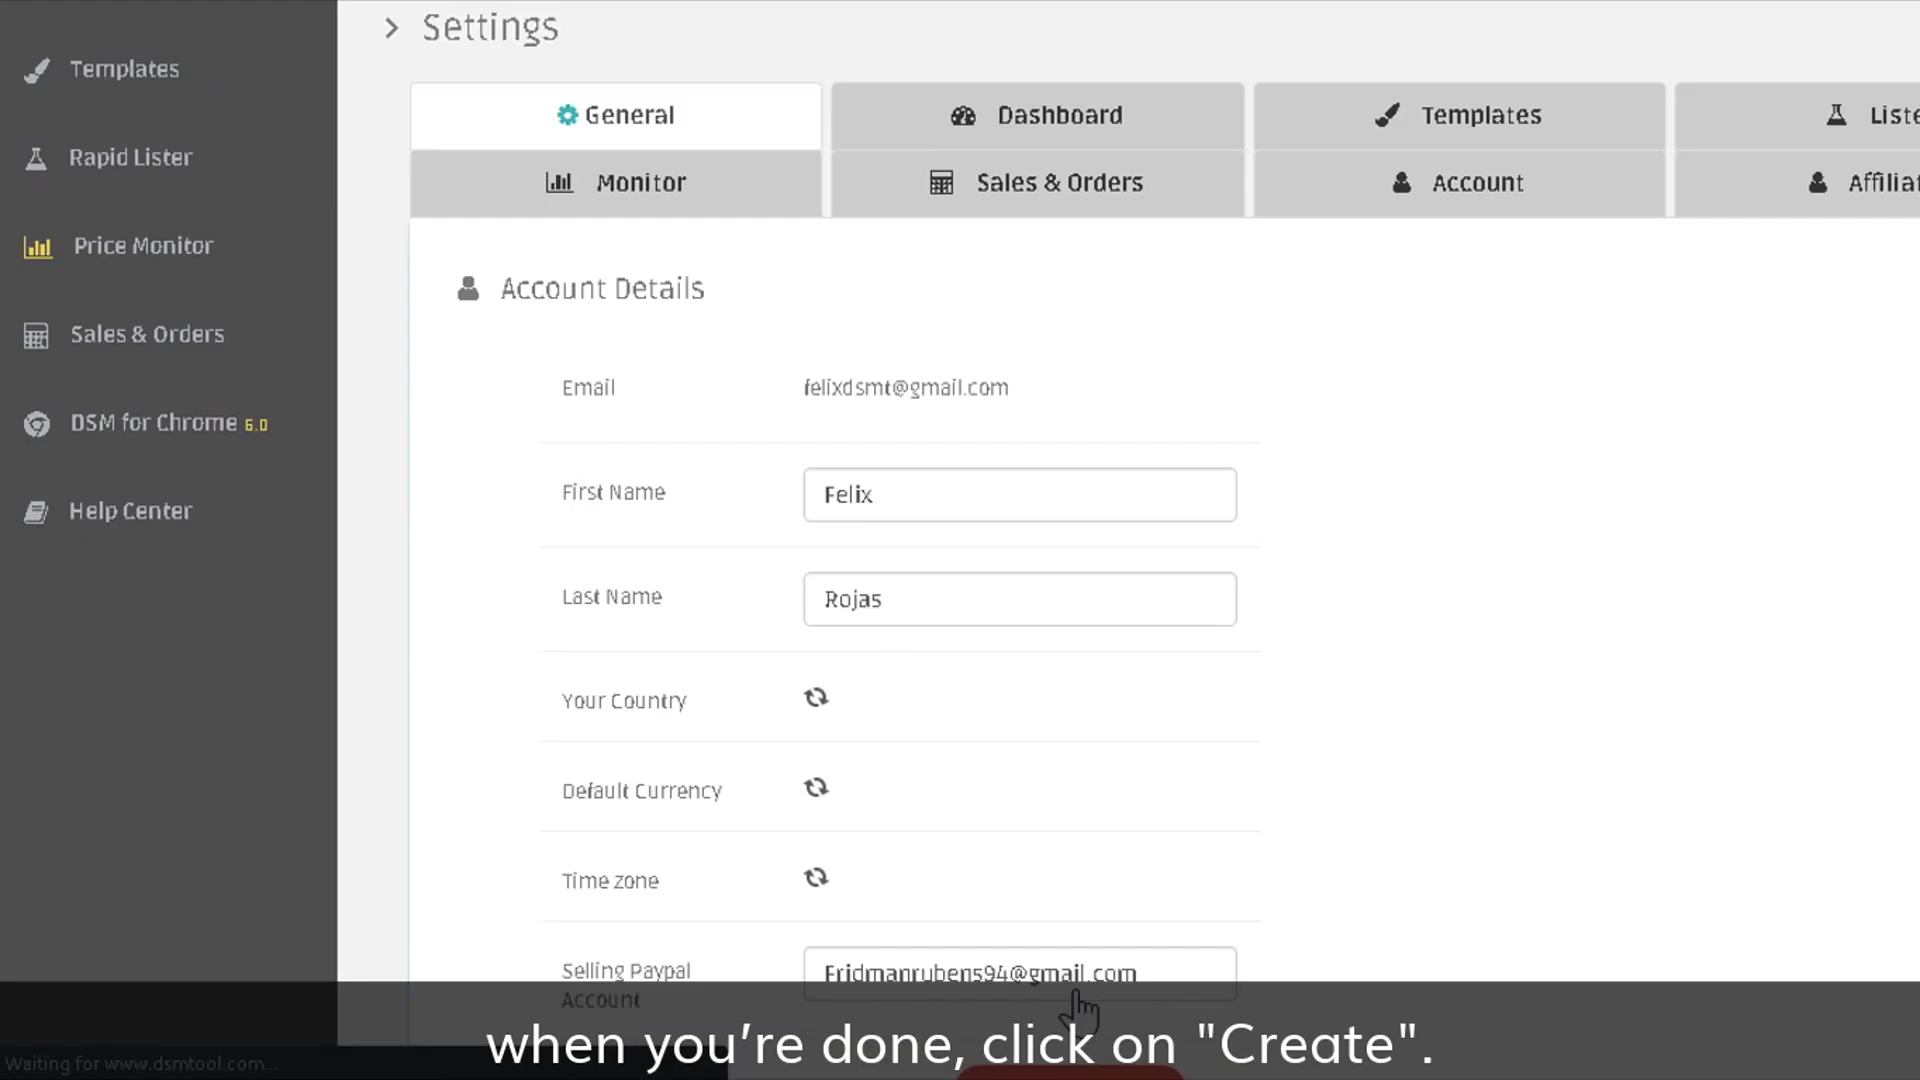 Settings
Templates
Rapid Lister
Price Monitor
Sales & Orders
DSM for Chrome 6.0
Help Center
General
Dashboard
Templates
Liste
Monitor
Sales & Orders
Account
Affiliat
Account Details
Email
felixdsmt@gmail.com
First Name
Felix
Last Name
Rojas
Your Country
Default Currency
Time zone
Selling Paypal
Account
Fridmanrubens94@gmail.com
when you’re done, click on "Create".
Waiting for www.dsmtool.com...